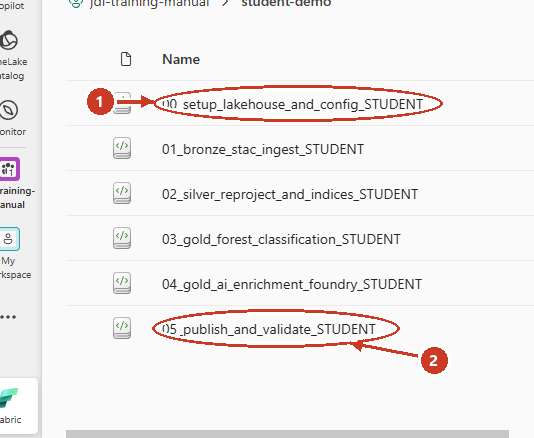 opilot
jdi-training-manual > student-demo
neLake
atalog
Name
1
00_setup_lakehouse_and_config_STUDENT
onitor
01_bronze_stac_ingest_STUDENT
training-
anual
02_silver_reproject_and_indices_STUDENT
03_gold_forest_classification_STUDENT
My
rkspace
04_gold_ai_enrichment_foundry_STUDENT
05_publish_and_validate_STUDENT
2
abric